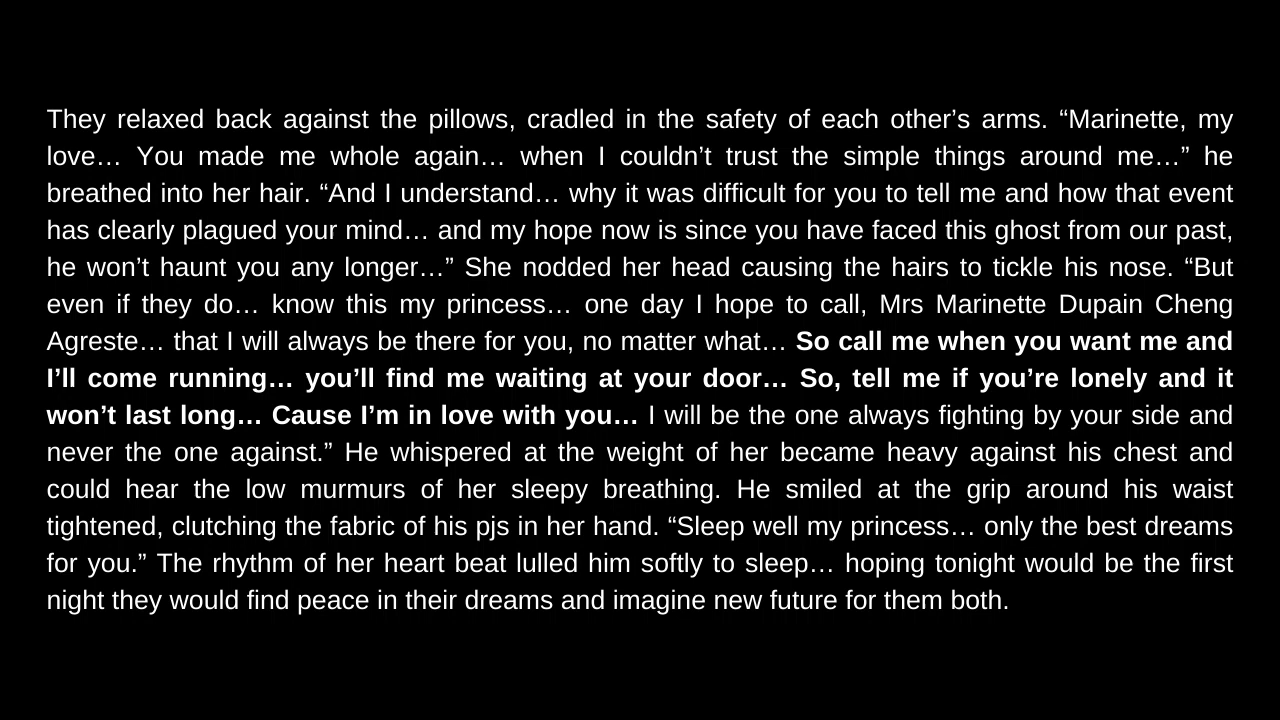 They relaxed back against the pillows, cradled in the safety of each other’s arms. “Marinette, my
love… You made me whole again… when I couldn’t trust the simple things around me…” he
breathed into her hair. “And I understand… why it was difficult for you to tell me and how that event
has clearly plagued your mind… and my hope now is since you have faced this ghost from our past,
he won’t haunt you any longer…” She nodded her head causing the hairs to tickle his nose. “But
even if they do… know this my princess… one day I hope to call, Mrs Marinette Dupain Cheng
Agreste… that I will always be there for you, no matter what… So call me when you want me and
I’ll come running… you’ll find me waiting at your door… So, tell me if you’re lonely and it
won’t last long… Cause I’m in love with you… I will be the one always fighting by your side and
never the one against.” He whispered at the weight of her became heavy against his chest and
could hear the low murmurs of her sleepy breathing. He smiled at the grip around his waist
tightened, clutching the fabric of his pjs in her hand. “Sleep well my princess… only the best dreams
for you.” The rhythm of her heart beat lulled him softly to sleep… hoping tonight would be the first
night they would find peace in their dreams and imagine new future for them both.